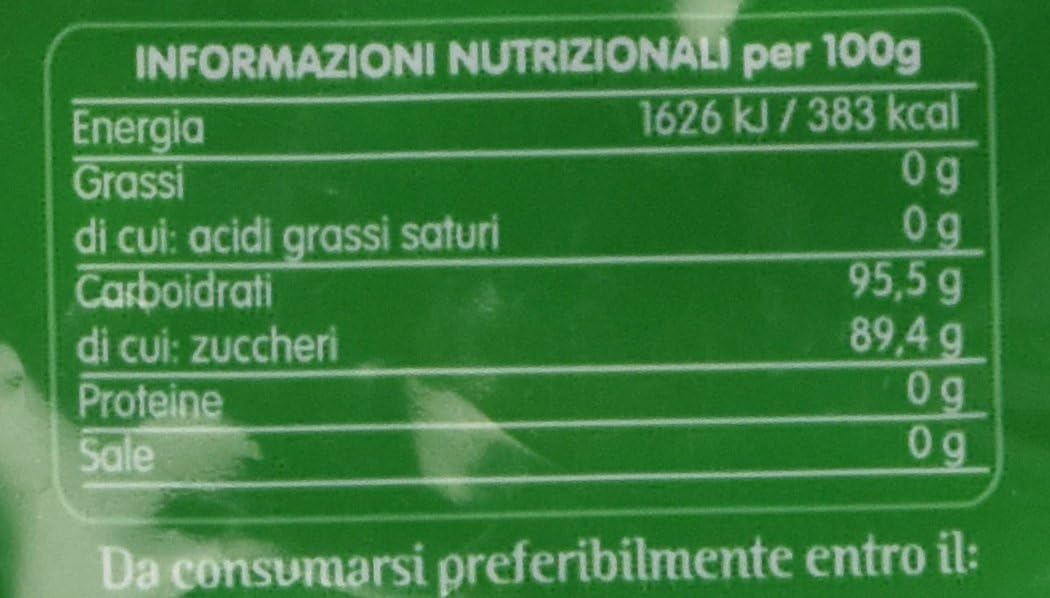 INFORMAZIONI NUTRIZIONALI per 100g
Energia 1626 kJ / 383 kcal
Grassi 0 g
di cui: acidi grassi saturi 0 g
Carboidrati 95,5 g
di cui: zuccheri 89,4 g
Proteine 0 g
Sale 0 g
Da consumarsi preferibilmente entro il: